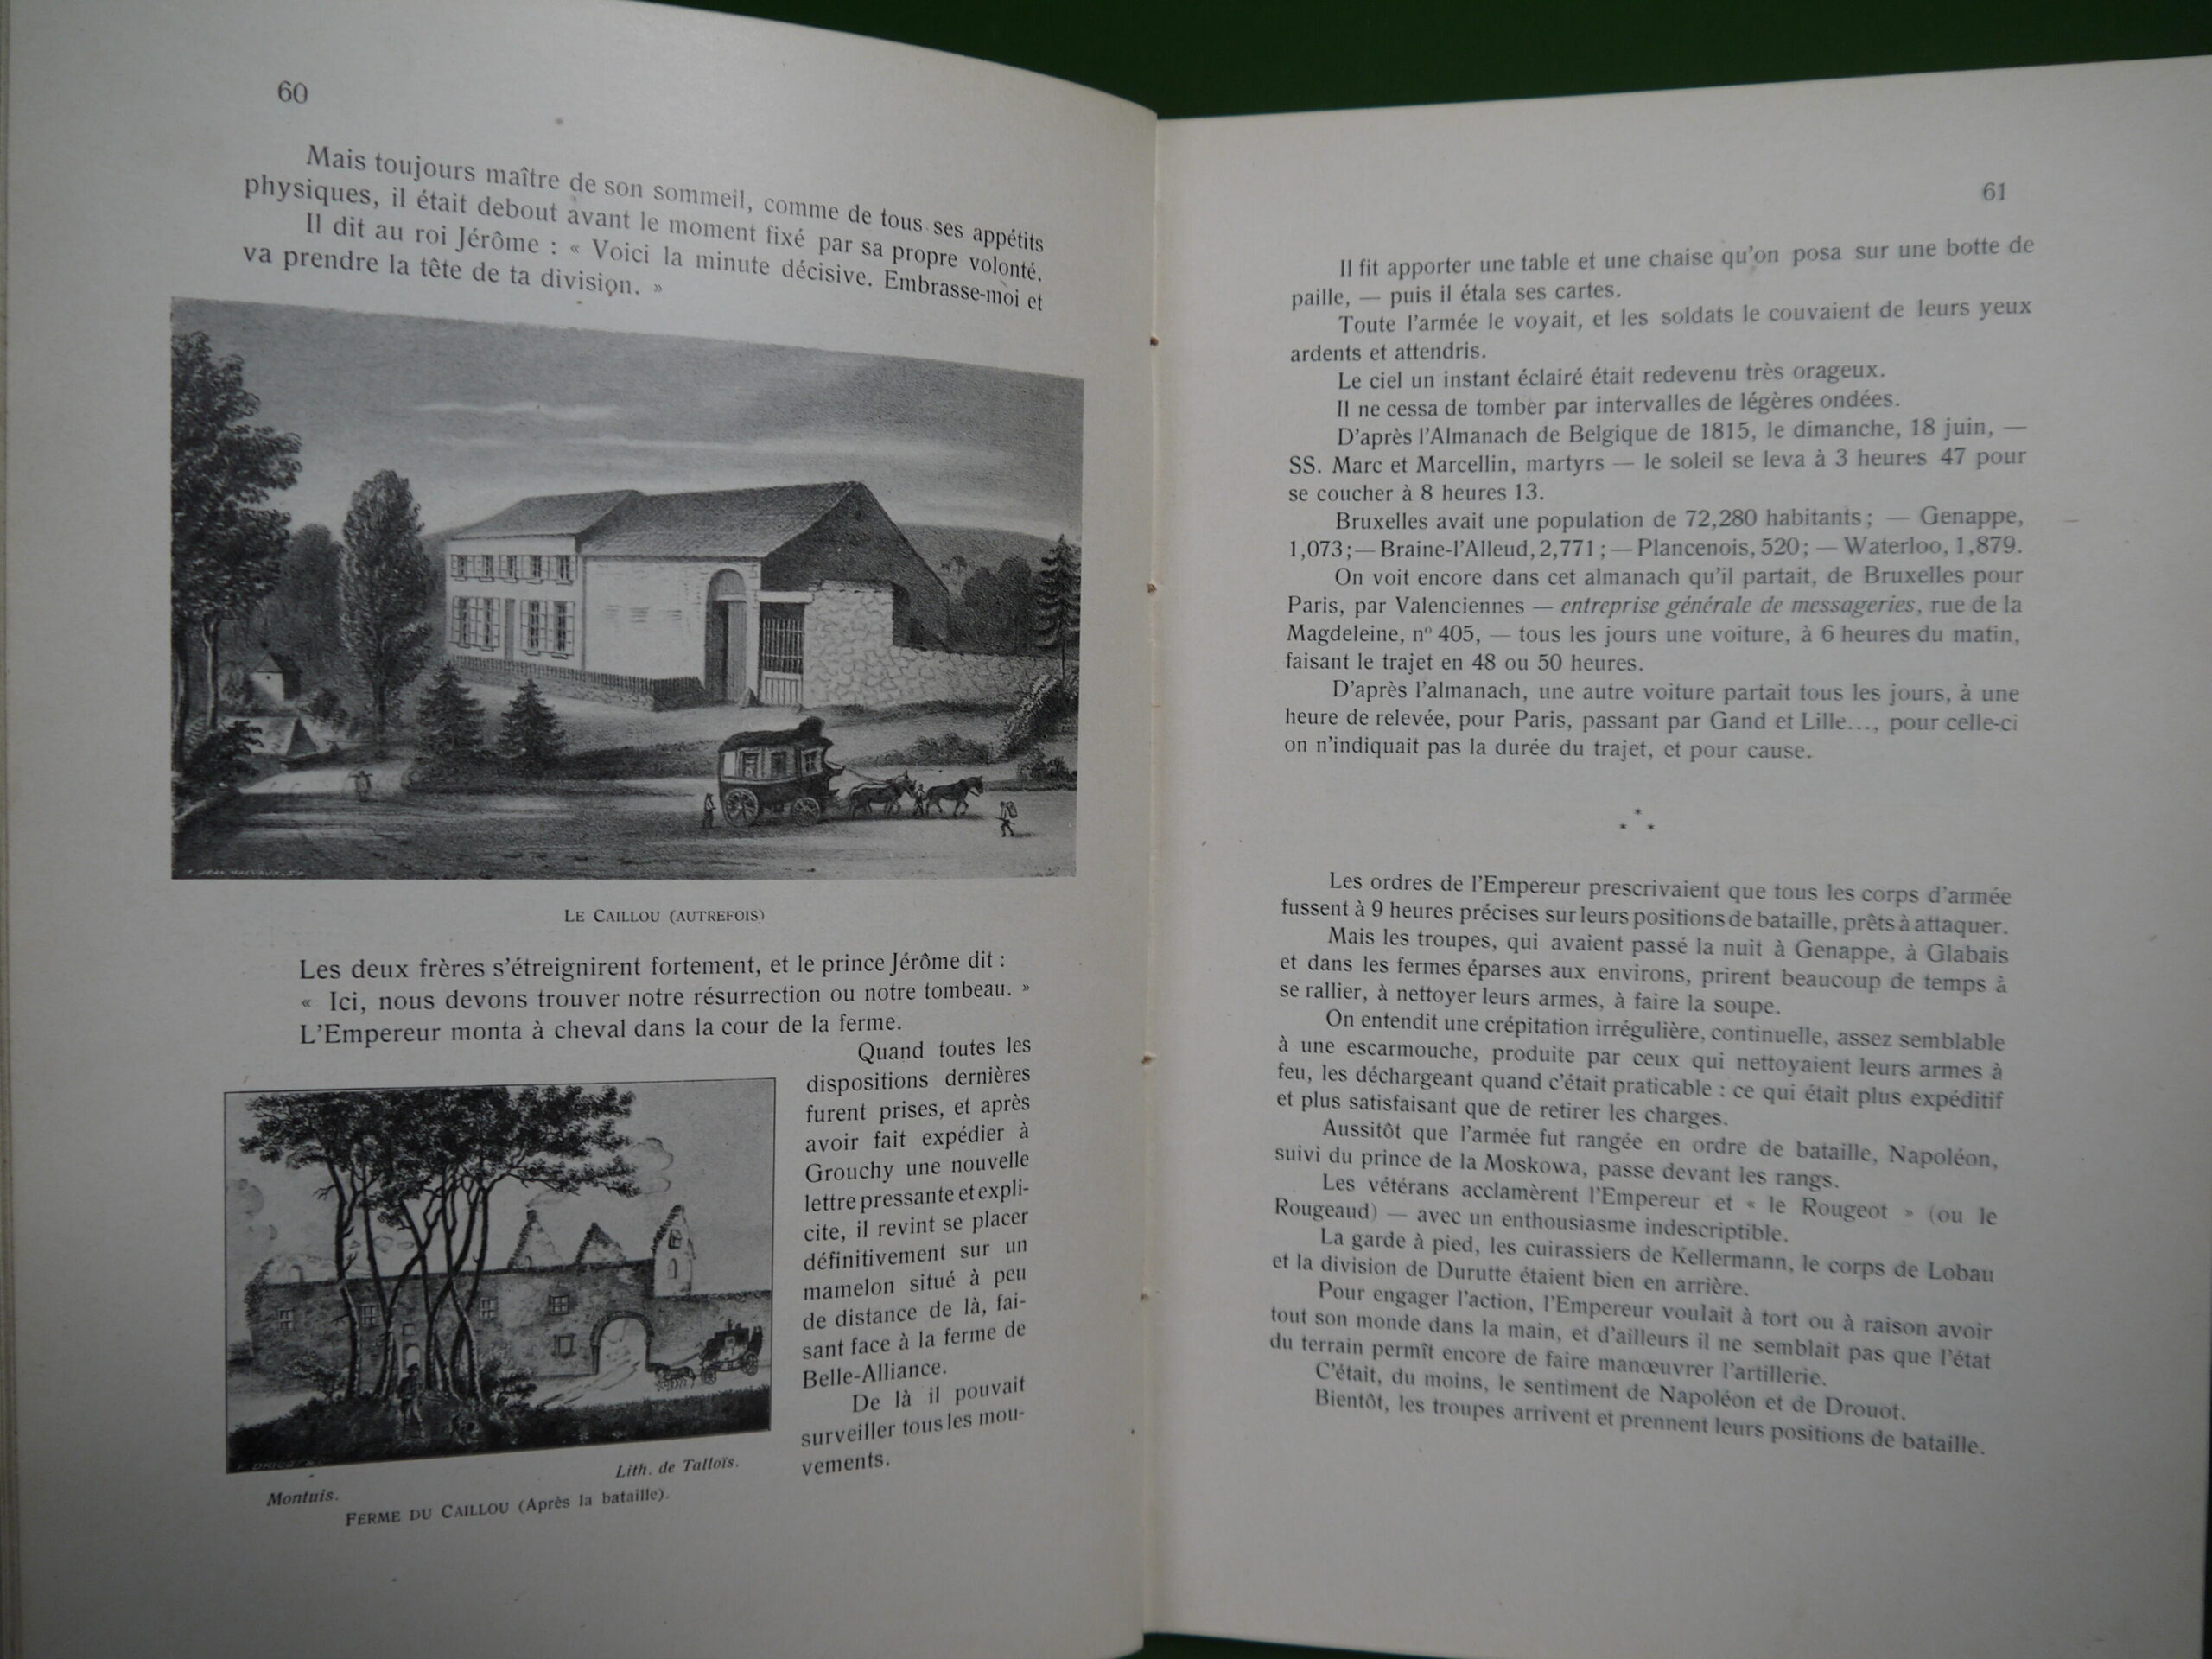 60
Mais toujours maître de son sommeil, comme de tous ses appétits
physiques, il était debout avant le moment fixé par sa propre volonté.
Il dit au roi Jérôme : « Voici la minute décisive. Embrasse-moi et
va prendre la tête de ta division. »
LE CAILLOU (AUTREFOIS)
Les deux frères s'étreignirent fortement, et le prince Jérôme dit :
« Ici, nous devons trouver notre résurrection ou notre tombeau. »
L'Empereur monta à cheval dans la cour de la ferme.
Quand toutes les
dispositions dernières
furent prises, et après
avoir fait expédier à
Grouchy une nouvelle
lettre pressante et expli-
cite, il revint se placer
définitivement sur un
mamelon situé à peu
de distance de là, fai-
sant face à la ferme de
Belle-Alliance.
De là il pouvait
surveiller tous les mou-
vements.
Montuis.
Lith. de Tallois.
FERME DU CAILLOU (Après la bataille).
61
Il fit apporter une table et une chaise qu'on posa sur une botte de
paille, — puis il étala ses cartes.
Toute l'armée le voyait, et les soldats le couvaient de leurs yeux
ardents et attendris.
Le ciel un instant éclairé était redevenu très orageux.
Il ne cessa de tomber par intervalles de légères ondées.
D'après l'Almanach de Belgique de 1815, le dimanche, 18 juin, —
SS. Marc et Marcellin, martyrs — le soleil se leva à 3 heures 47 pour
se coucher à 8 heures 13.
Bruxelles avait une population de 72,280 habitants ; — Genappe,
1,073 ; — Braine-l'Alleud, 2,771 ; — Plancenois, 520 ; — Waterloo, 1,879.
On voit encore dans cet almanach qu'il partait, de Bruxelles pour
Paris, par Valenciennes — entreprise générale de messageries, rue de la
Magdeleine, nº 405, — tous les jours une voiture, à 6 heures du matin,
faisant le trajet en 48 ou 50 heures.
D'après l'almanach, une autre voiture partait tous les jours, à une
heure de relevée, pour Paris, passant par Gand et Lille..., pour celle-ci
on n'indiquait pas la durée du trajet, et pour cause.
* * *
Les ordres de l'Empereur prescrivaient que tous les corps d'armée
fussent à 9 heures précises sur leurs positions de bataille, prêts à attaquer.
Mais les troupes, qui avaient passé la nuit à Genappe, à Glabais
et dans les fermes éparses aux environs, prirent beaucoup de temps à
se rallier, à nettoyer leurs armes, à faire la soupe.
On entendit une crépitation irrégulière, continuelle, assez semblable
à une escarmouche, produite par ceux qui nettoyaient leurs armes à
feu, les déchargeant quand c'était praticable : ce qui était plus expéditif
et plus satisfaisant que de retirer les charges.
Aussitôt que l'armée fut rangée en ordre de bataille, Napoléon,
suivi du prince de la Moskowa, passe devant les rangs.
Les vétérans acclamèrent l'Empereur et « le Rougeot » (ou le
Rougeaud) — avec un enthousiasme indescriptible.
La garde à pied, les cuirassiers de Kellermann, le corps de Lobau
et la division de Durutte étaient bien en arrière.
Pour engager l'action, l'Empereur voulait à tort ou à raison avoir
tout son monde dans la main, et d'ailleurs il ne semblait pas que l'état
du terrain permît encore de faire manœuvrer l'artillerie.
C'était, du moins, le sentiment de Napoléon et de Drouot.
Bientôt, les troupes arrivent et prennent leurs positions de bataille.